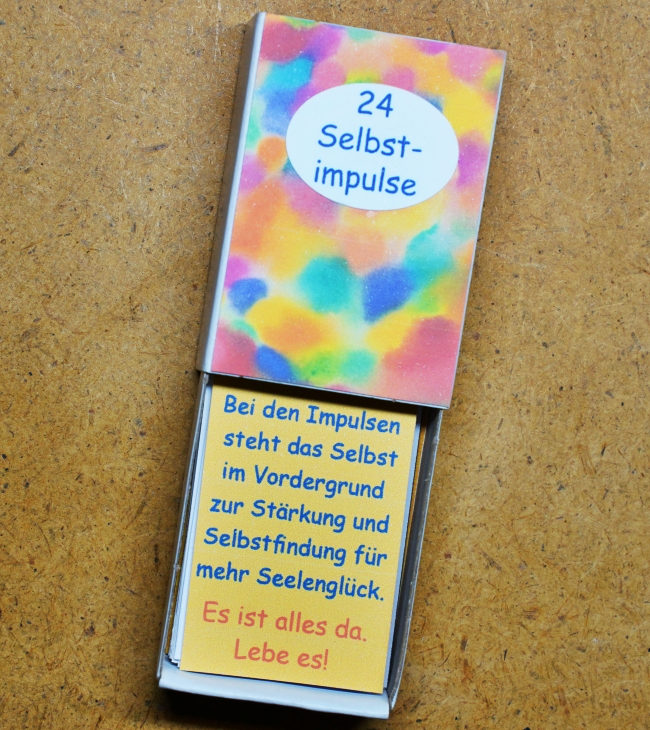 24
Selbst-
impulse
Bei den Impulsen
steht das Selbst
im Vordergrund
zur Stärkung und
Selbstfindung für
mehr Seelenglück.
Es ist alles da.
Lebe es!